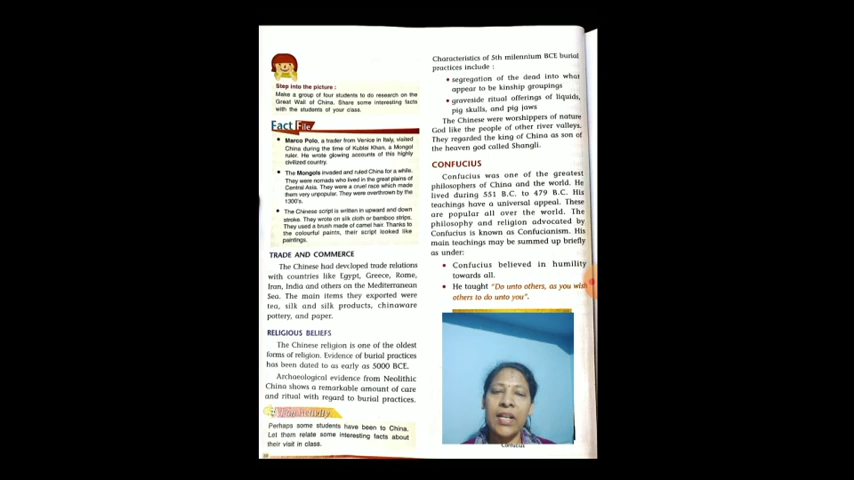 Step into the picture :
Make a group of four students to do research on the
Great Wall of China. Share some interesting facts
with the students of your class.
Fact File
• Marco Polo, a trader from Venice in Italy, visited
China during the time of Kublai Khan, a Mongol
ruler. He wrote glowing accounts of this highly
civilized country.
• The Mongols invaded and ruled China for a while.
They were nomads who lived in the great plains of
Central Asia. They were a cruel race which made
them very unpopular. They were overthrown by the
1300's.
• The Chinese script is written in upward and down
stroke. They wrote on silk cloth or bamboo strips.
They used a brush made of camel hair. Thanks to
the colourful paints, their script looked like
paintings.
TRADE AND COMMERCE
The Chinese had developed trade relations
with countries like Egypt, Greece, Rome,
Iran, India and others on the Mediterranean
Sea. The main items they exported were
tea, silk and silk products, chinaware
pottery, and paper.
RELIGIOUS BELIEFS
The Chinese religion is one of the oldest
forms of religion. Evidence of burial practices
has been dated to as early as 5000 BCE.
Archaeological evidence from Neolithic
China shows a remarkable amount of care
and ritual with regard to burial practices.
Fun Activity
Perhaps some students have been to China.
Let them relate some interesting facts about
their visit in class.
Characteristics of 5th milennium BCE burial
practices include :
• segregation of the dead into what
appear to be kinship groupings
• graveside ritual offerings of liquids,
pig skulls, and pig jaws
The Chinese were worshippers of nature
God like the people of other river valleys.
They regarded the king of China as son of
the heaven god called Shangli.
CONFUCIUS
Confucius was one of the greatest
philosophers of China and the world. He
lived during 551 B.C. to 479 B.C. His
teachings have a universal appeal. These
are popular all over the world. The
philosophy and religion advocated by
Confucius is known as Confucianism. His
main teachings may be summed up briefly
as under:
• Confucius believed in humility
towards all.
• He taught "Do unto others, as you wish
others to do unto you".
Confucius